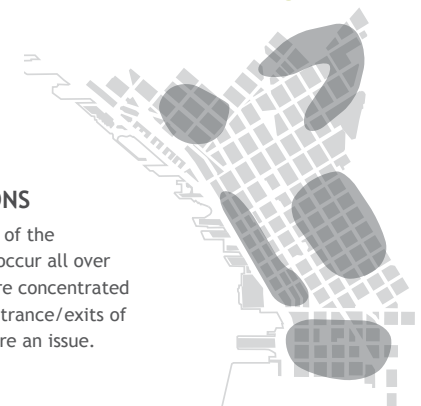 ONS
of the
occur all over
re concentrated
trance/exits of
re an issue.